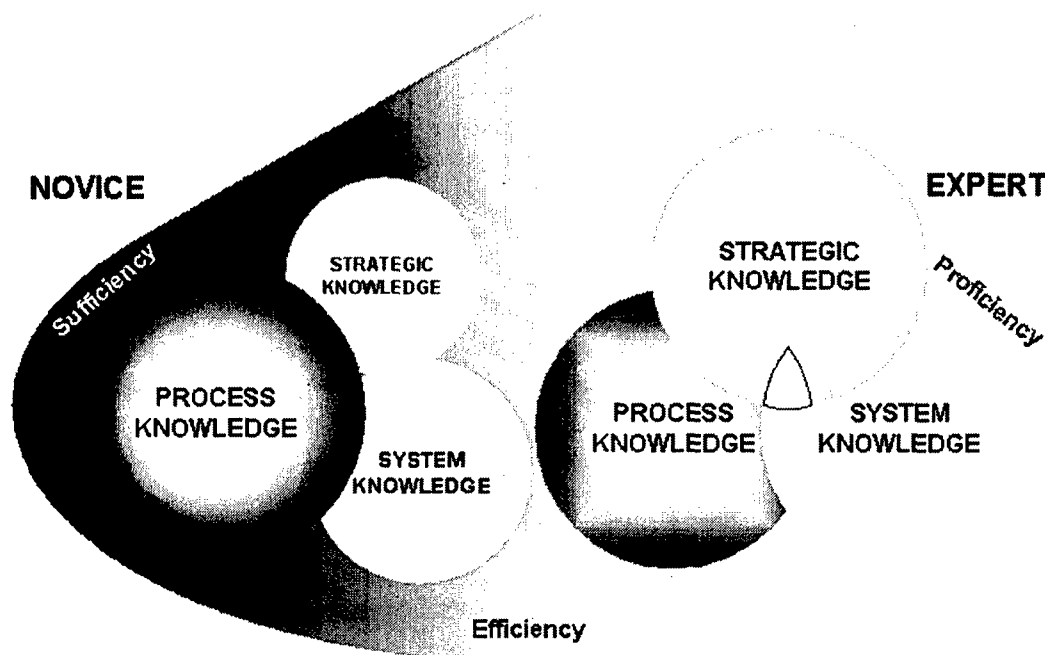 NOVICE
Sufficiency
STRATEGIC
KNOWLEDGE
PROCESS
KNOWLEDGE
SYSTEM
KNOWLEDGE
Efficiency
EXPERT
STRATEGIC
KNOWLEDGE
Proficiency
PROCESS
KNOWLEDGE
SYSTEM
KNOWLEDGE